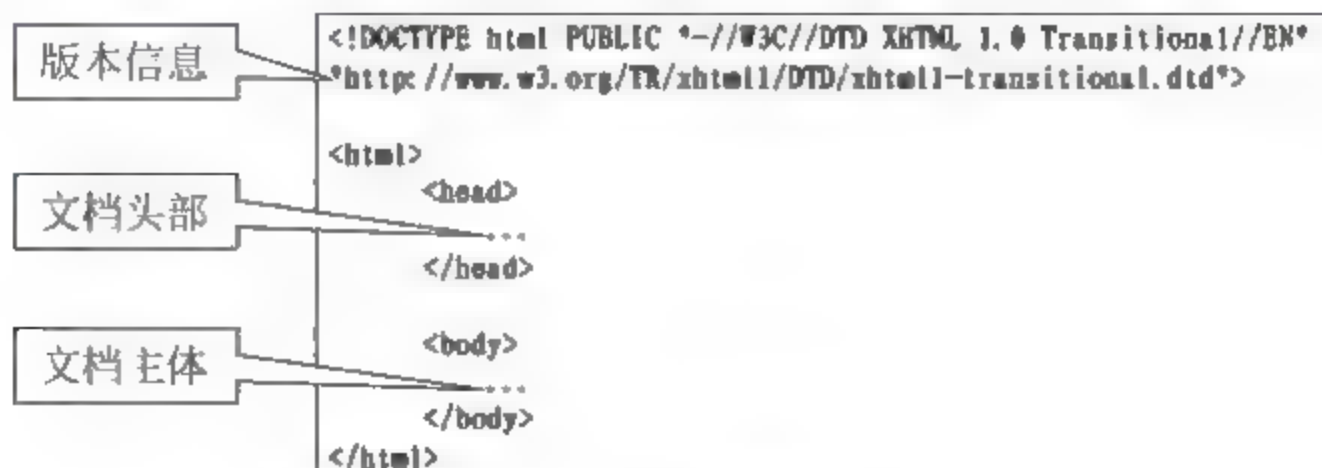 版本信息
<!DOCTYPE html PUBLIC "-//W3C//DTD XHTML 1.0 Transitional//EN"
"http://www.w3.org/TR/xhtml1/DTD/xhtml1-transitional.dtd">
<html>
<head>
文档头部
...
</head>
<body>
文档主体
...
</body>
</html>